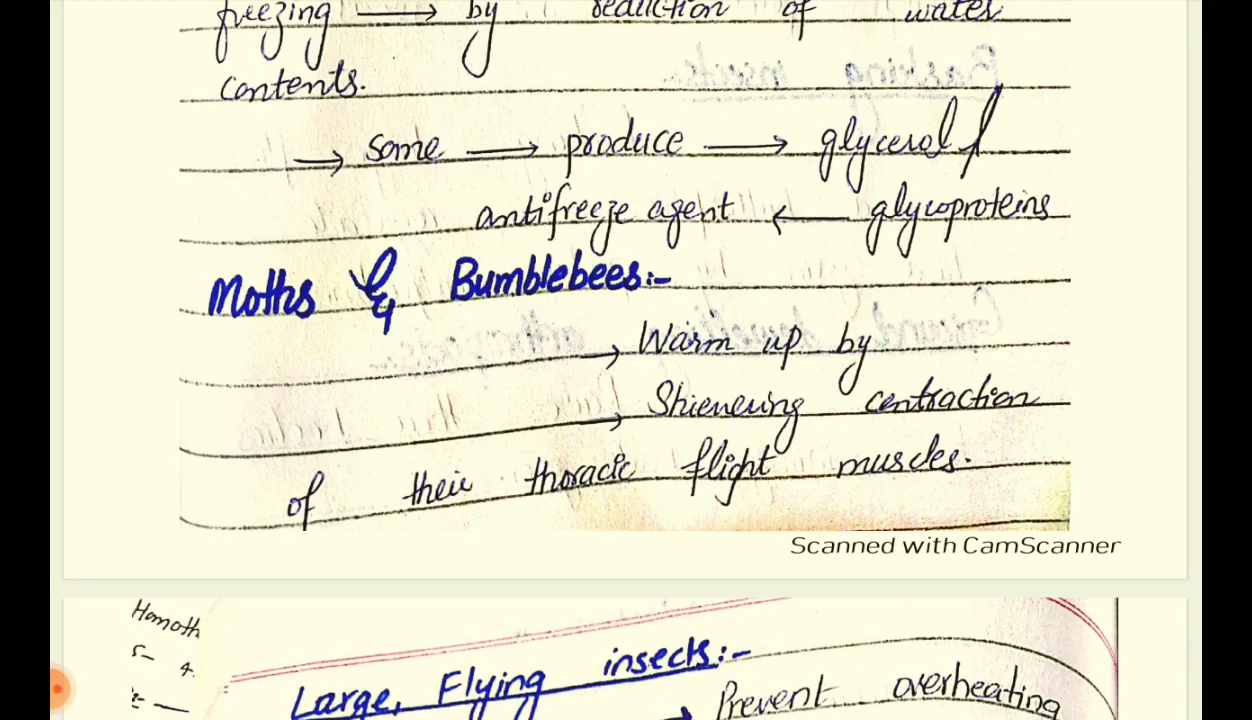 freezing → by reduction of water
contents.
→ some → produce → glycerol /
antifreeze agent ← glycoproteins
Moths & Bumblebees:-
→ Warm up by
→ Shievering contraction
of their thoracic flight muscles.
Scanned with CamScanner
Homoth
Large, Flying insects:-
→ Prevent overheating